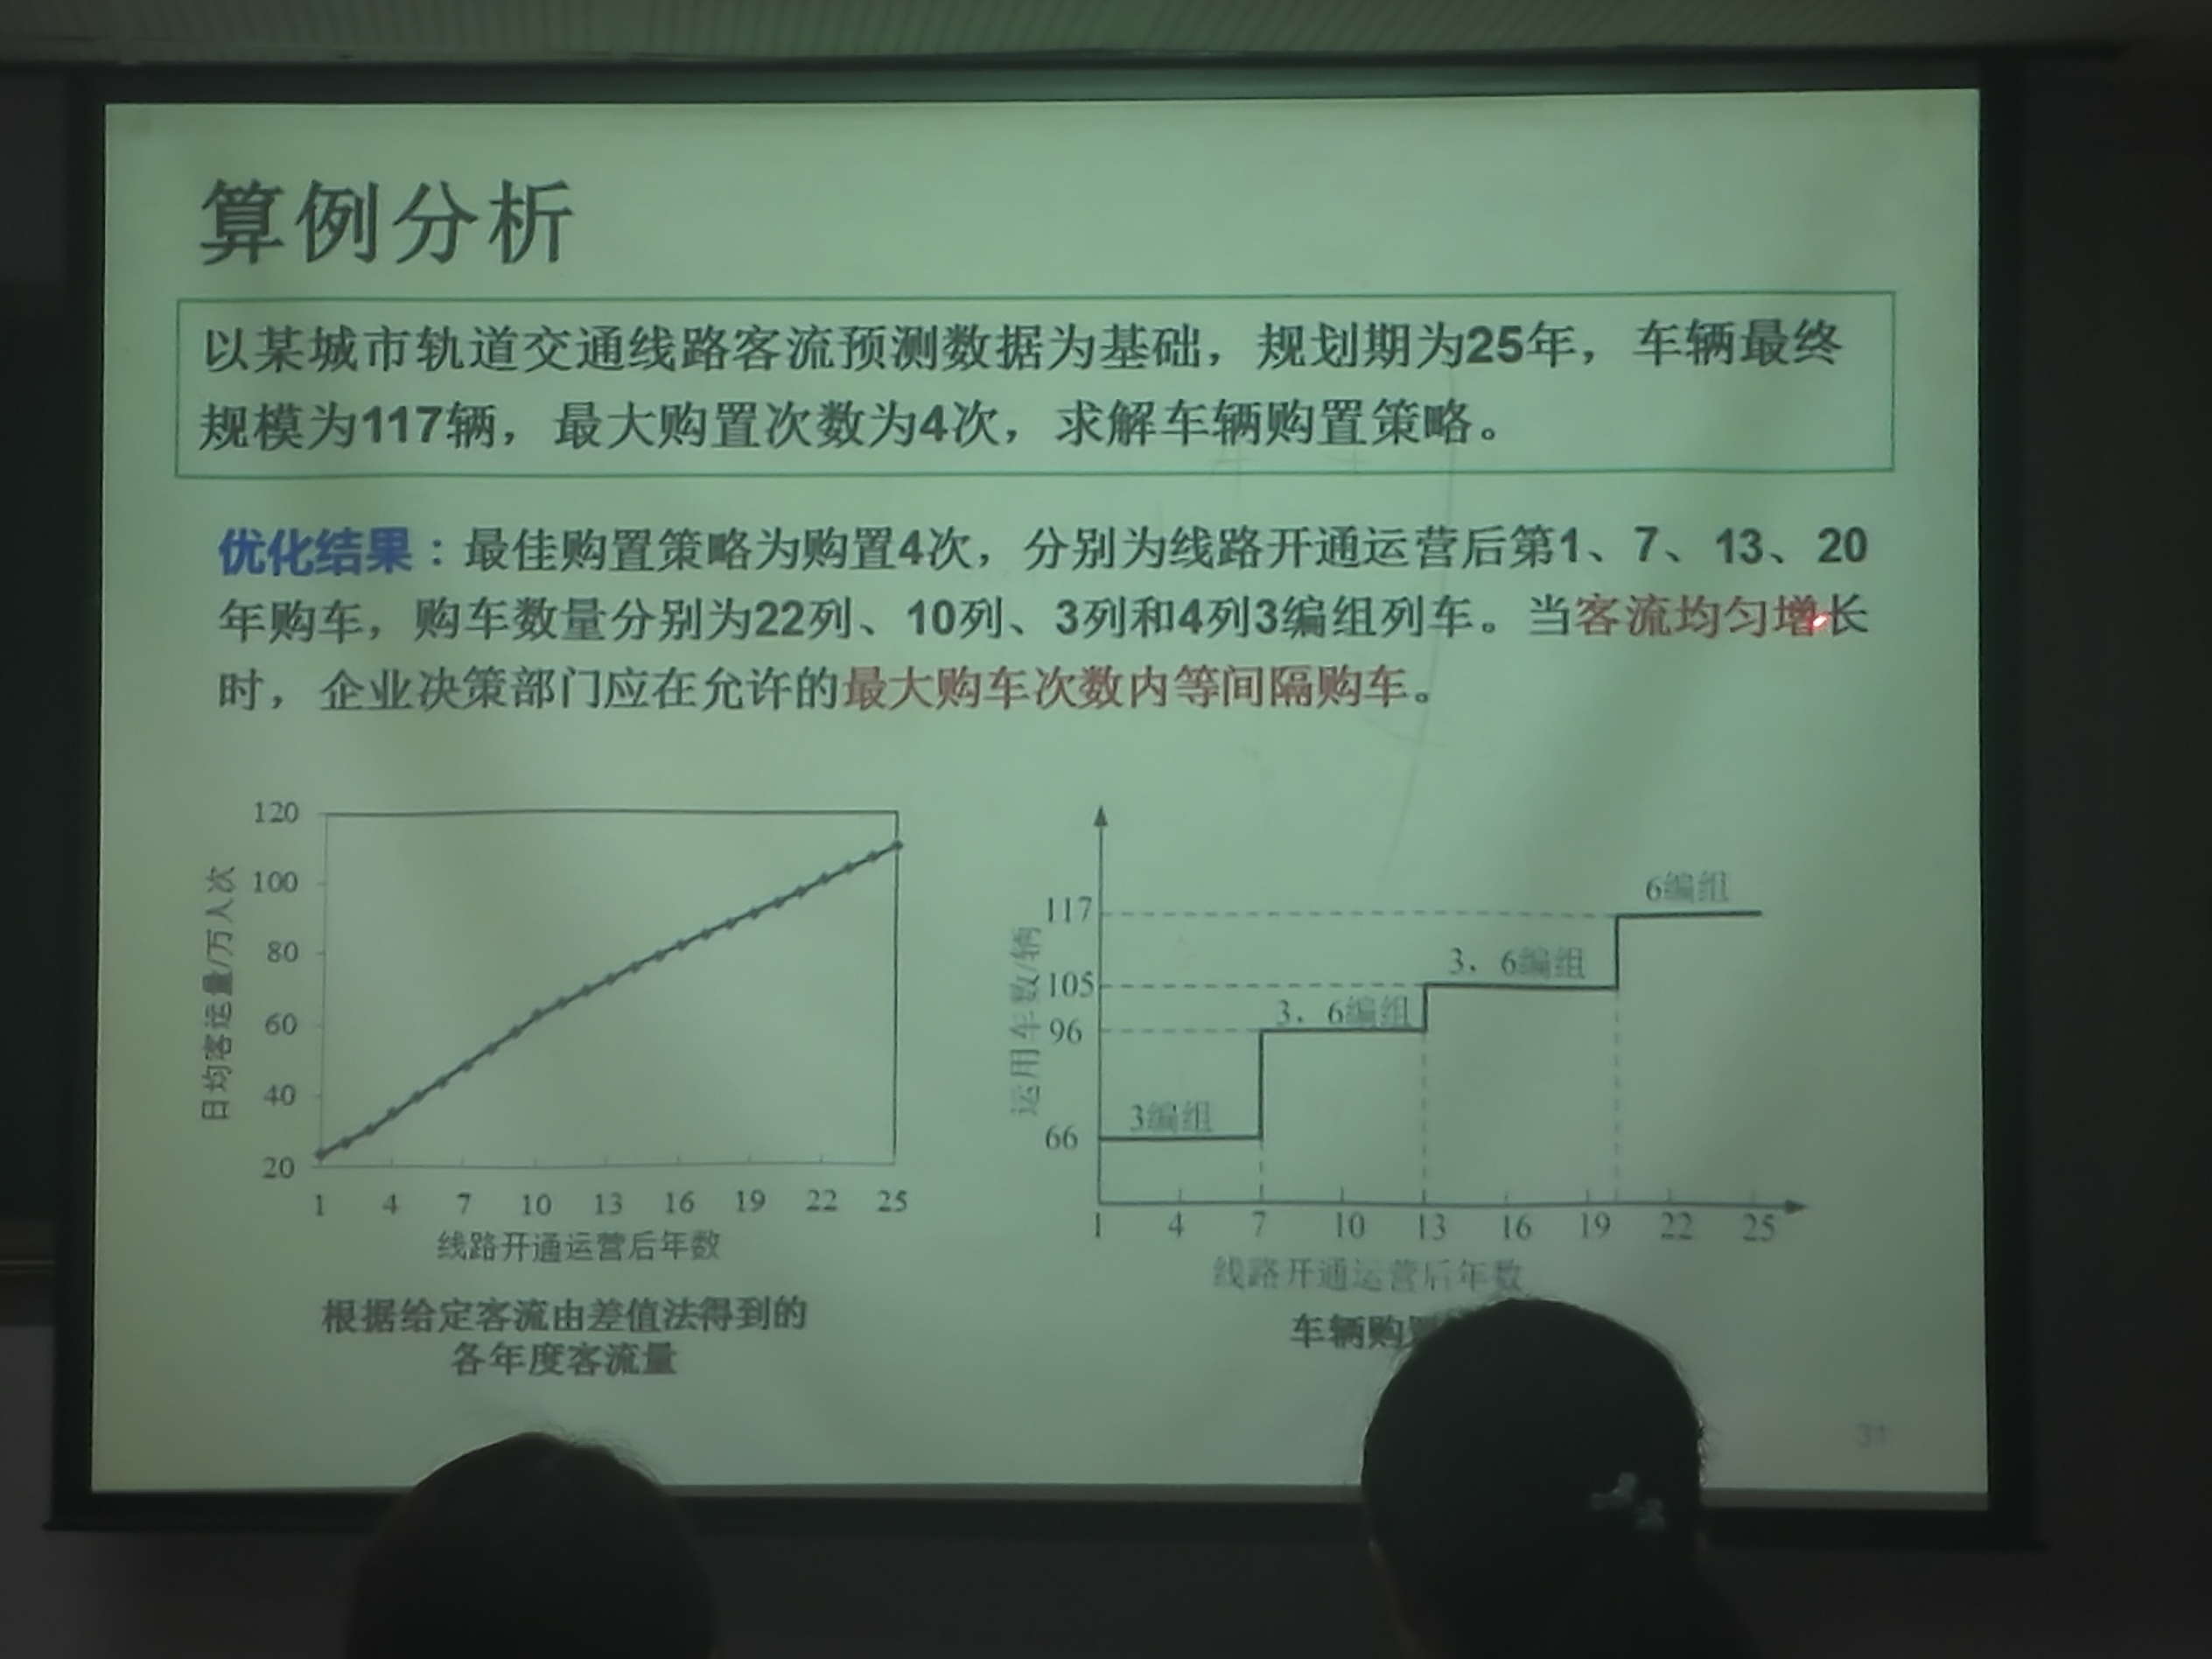 算例分析
以某城市轨道交通线路客流预测数据为基础，规划期为25年，车辆最终
规模为117辆，最大购置次数为4次，求解车辆购置策略。
优化结果：最佳购置策略为购置4次，分别为线路开通运营后第1、7、13、20
年购车，购车数量分别为22列、10列、3列和4列3编组列车。当客流均匀增长
时，企业决策部门应在允许的最大购车次数内等间隔购车。
日均客运量/万人次
120
100
80
60
40
20
1 4 7 10 13 16 19 22 25
线路开通运营后年数
根据给定客流由差值法得到的
各年度客流量
运用车数/辆
117
105
96
66
6编组
3．6编组
3．6编组
3编组
1 4 7 10 13 16 19 22 25
线路开通运营后年数
车辆购
31